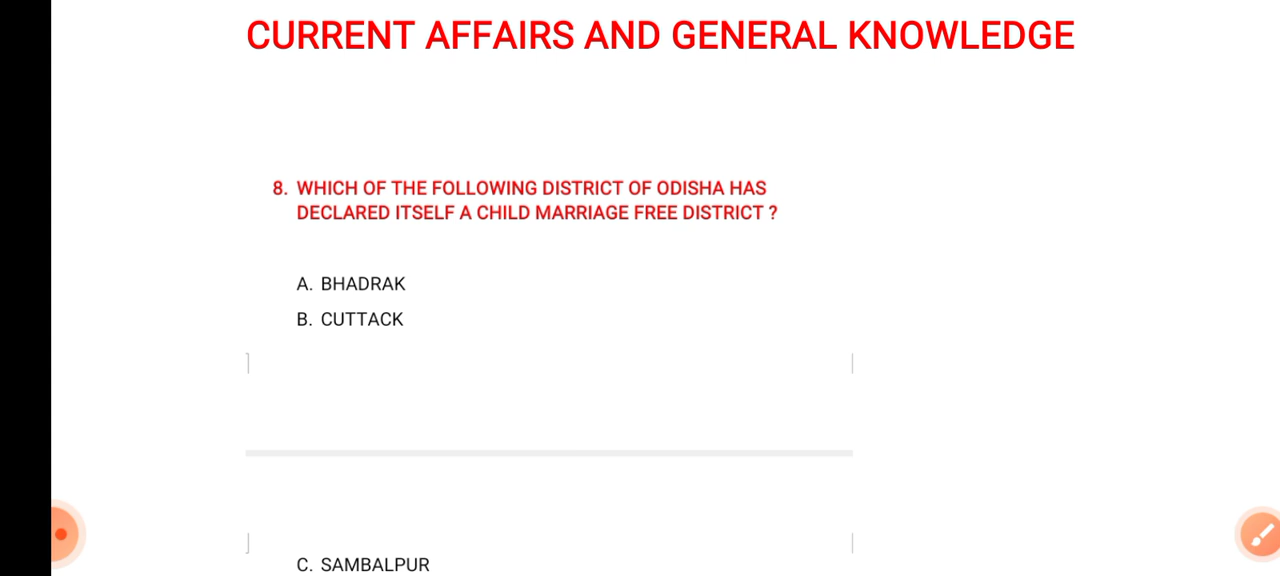 CURRENT AFFAIRS AND GENERAL KNOWLEDGE
8. WHICH OF THE FOLLOWING DISTRICT OF ODISHA HAS
DECLARED ITSELF A CHILD MARRIAGE FREE DISTRICT ?
A. BHADRAK
B. CUTTACK
C. SAMBALPUR